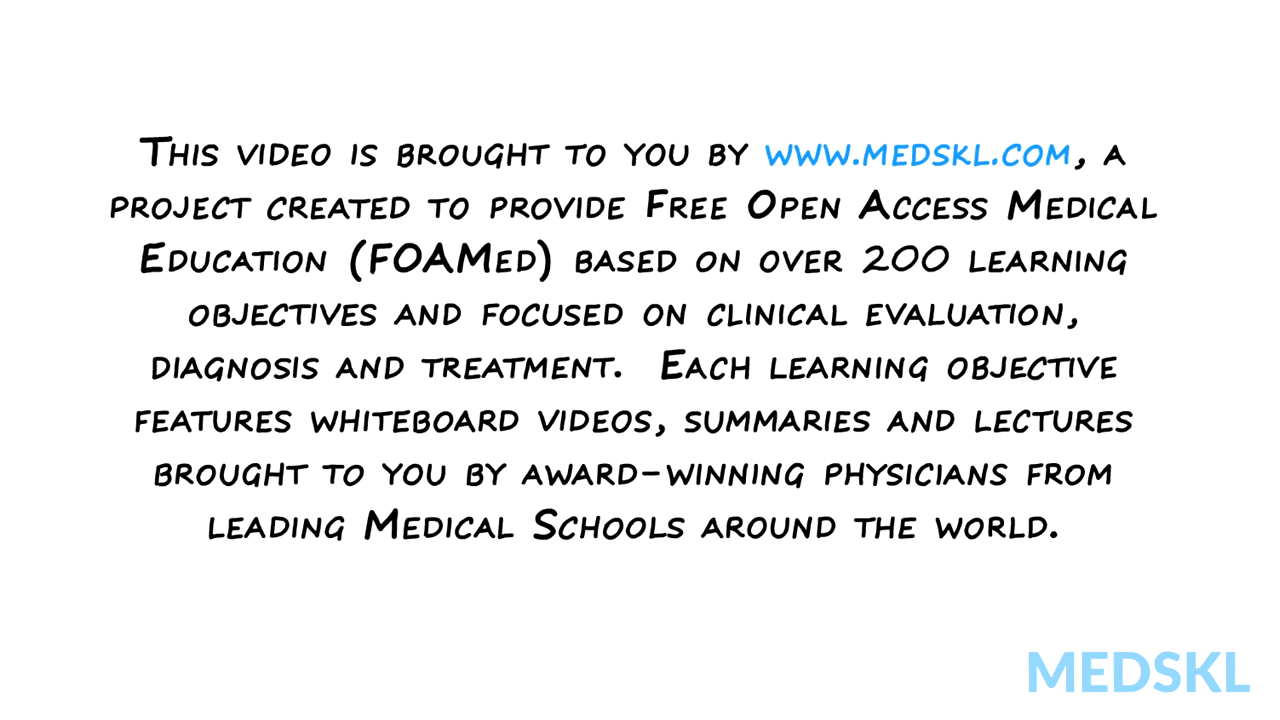 This video is brought to you by www.medskl.com, a
project created to provide Free Open Access Medical
Education (FOAMed) based on over 200 learning
objectives and focused on clinical evaluation,
diagnosis and treatment.  Each learning objective
features whiteboard videos, summaries and lectures
brought to you by award-winning physicians from
leading Medical Schools around the world.
MEDSKL